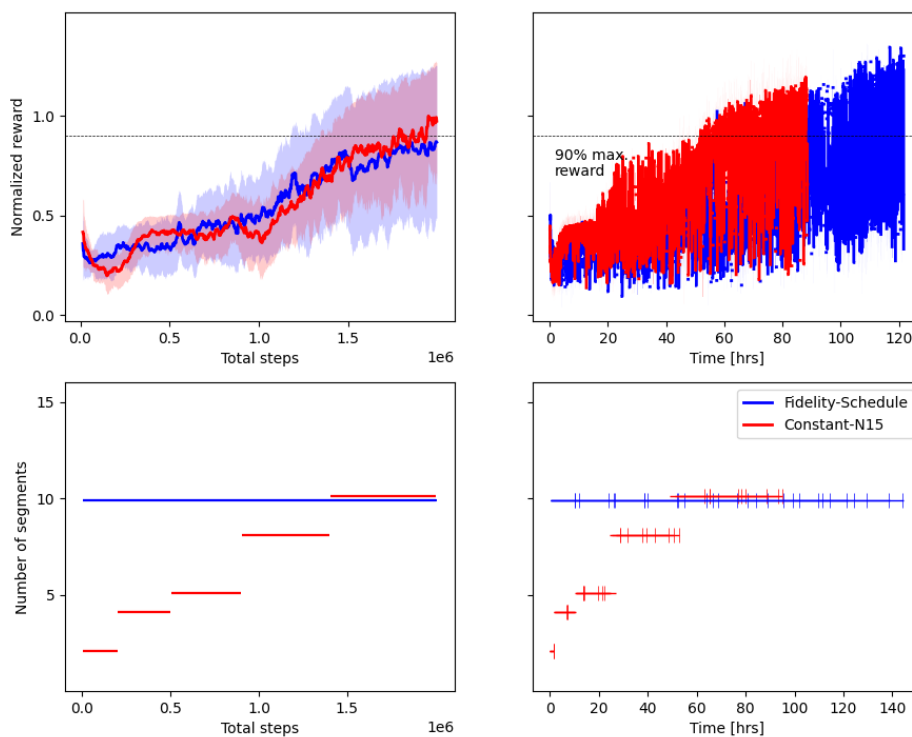 Normalized reward
1.0
0.5
0.0
0.0
0.5
1.0
1.5
1e6
Total steps
90% max
reward
0
20
40
60
80
100
120
Time [hrs]
Number of segments
15
10
5
0.0
0.5
1.0
1.5
1e6
Total steps
Fidelity-Schedule
Constant-N15
0
20
40
60
80
100
120
140
Time [hrs]